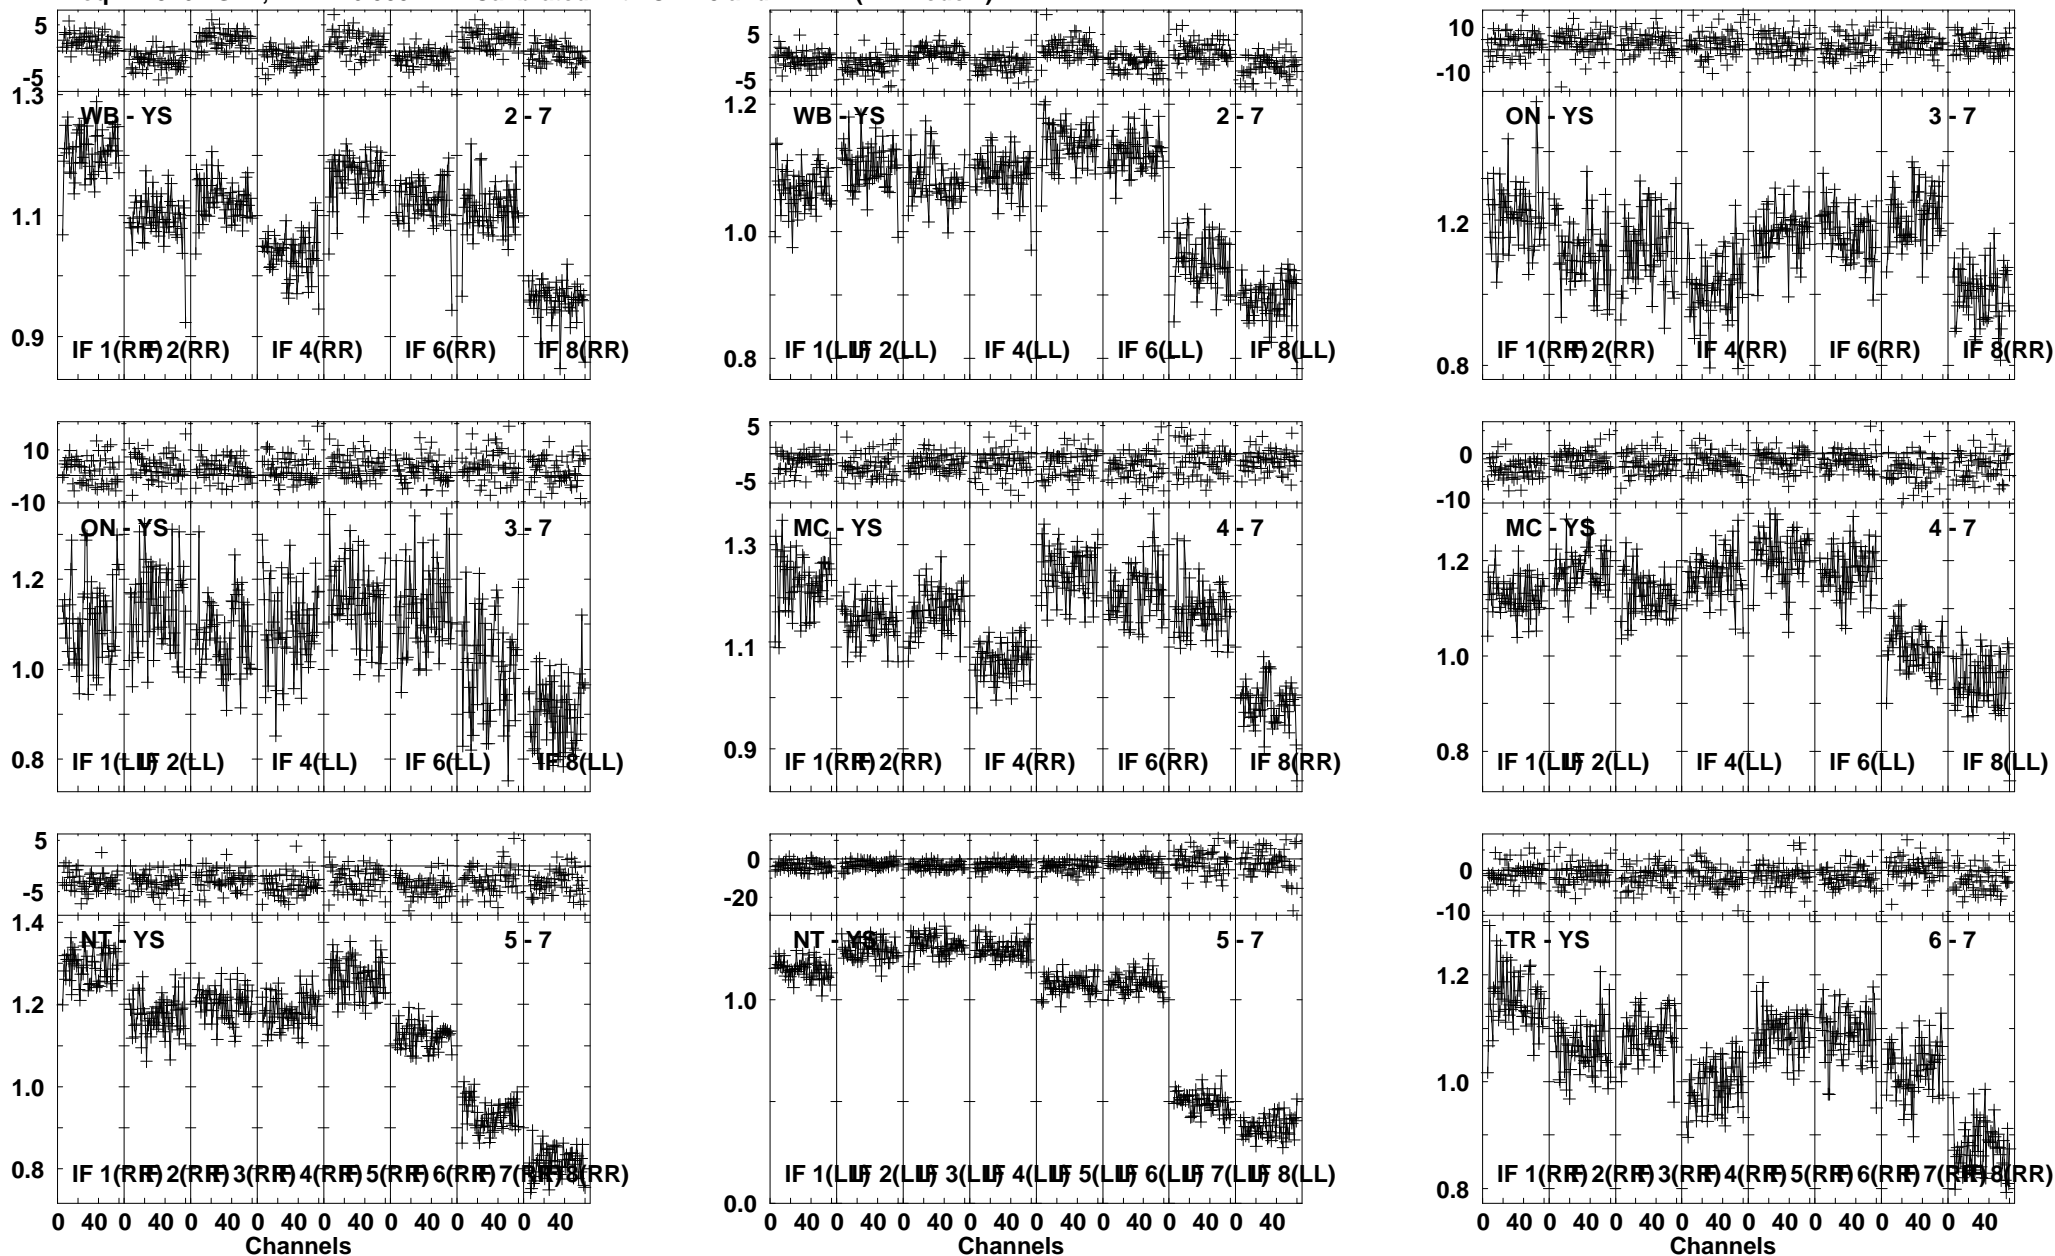 5
-5
1.3
WB - YS 2 - 7
1.1
0.9
IF 1(RR) IF 2(RR) IF 4(RR) IF 6(RR) IF 8(RR)
5
-5
1.2
WB - YS 2 - 7
1.0
0.8
IF 1(LL) IF 2(LL) IF 4(LL) IF 6(LL) IF 8(LL)
10
-10
ON - YS 3 - 7
1.2
0.8
IF 1(RR) IF 2(RR) IF 4(RR) IF 6(RR) IF 8(RR)
10
-10
ON - YS 3 - 7
1.2
1.0
0.8
IF 1(LL) IF 2(LL) IF 4(LL) IF 6(LL) IF 8(LL)
5
-5
MC - YS 4 - 7
1.3
1.1
0.9
IF 1(RR) IF 2(RR) IF 4(RR) IF 6(RR) IF 8(RR)
0
-10
MC - YS 4 - 7
1.2
1.0
0.8
IF 1(LL) IF 2(LL) IF 4(LL) IF 6(LL) IF 8(LL)
5
-5
1.4
NT - YS 5 - 7
1.2
1.0
0.8
IF 1(RR) IF 2(RR) IF 3(RR) IF 4(RR) IF 5(RR) IF 6(RR) IF 7(RR) IF 8(RR)
0 40 0 40 0 40 0 40 0 40 0 40 0 40 0 40
Channels
0
-20
NT - YS 5 - 7
1.0
0.0
IF 1(LL) IF 2(LL) IF 3(LL) IF 4(LL) IF 5(LL) IF 6(LL) IF 7(LL) IF 8(LL)
0 40 0 40 0 40 0 40 0 40 0 40 0 40 0 40
Channels
0
-10
TR - YS 6 - 7
1.2
1.0
0.8
IF 1(RR) IF 2(RR) IF 3(RR) IF 4(RR) IF 5(RR) IF 6(RR) IF 7(RR) IF 8(RR)
0 40 0 40 0 40 0 40 0 40 0 40 0 40 0 40
Channels